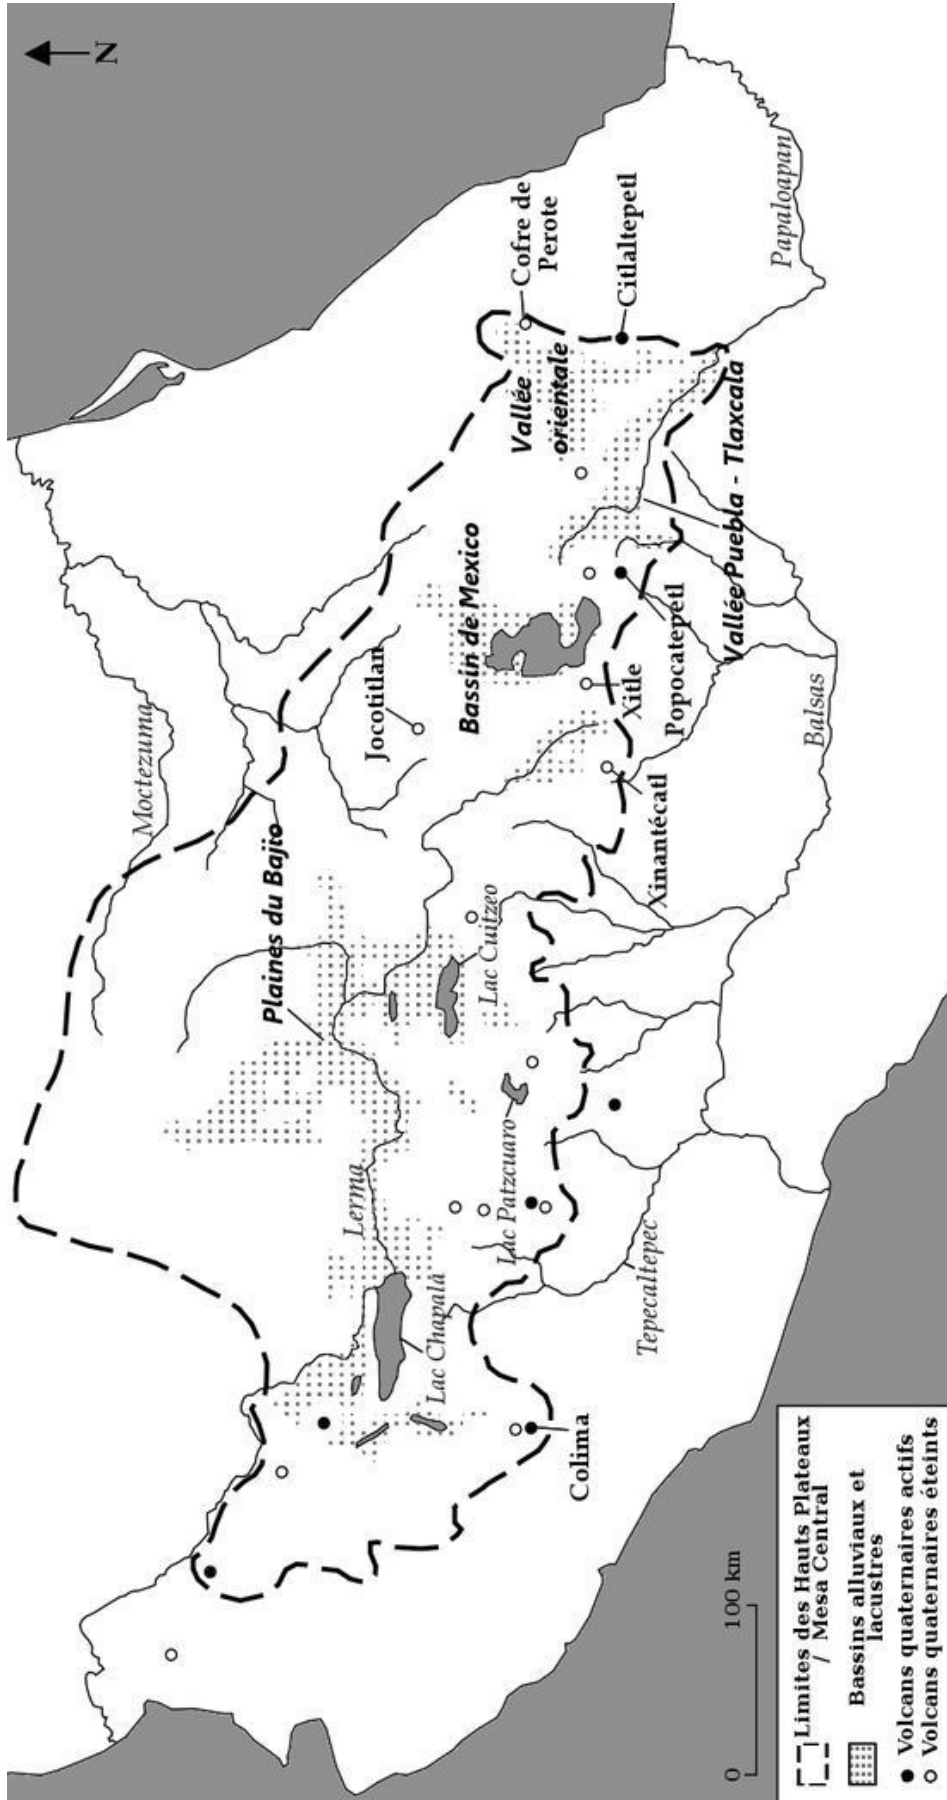 N
Moctezuma
Plaines du Bajio
Jocotitlan
Bassin de Mexico
Vallée
orientale
Cofre de
Perote
Citlaltepetl
Papaloapan
Lerma
Lac Chapala
Lac Patzcuaro
Lac Cuitzeo
Xinantécatl
Xitle
Popocatepetl
Vallée Puebla - Tlaxcala
Balsas
Tepecaltepec
Colima
0 100 km
Limites des Hauts Plateaux
/ Mesa Central
Bassins alluviaux et
lacustres
Volcans quaternaires actifs
Volcans quaternaires éteints